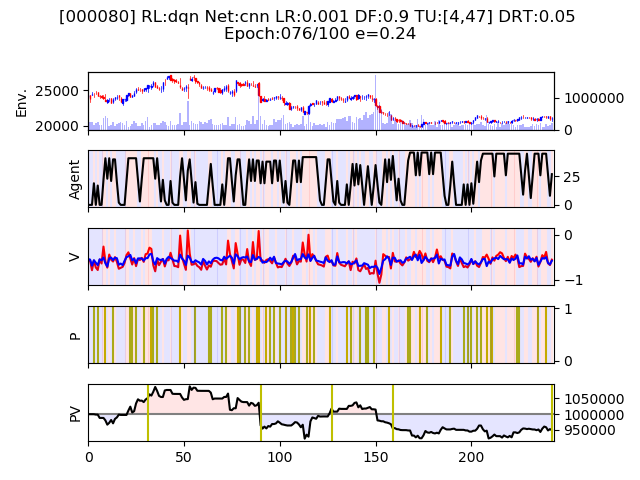 [000080] RL:dqn Net:cnn LR:0.001 DF:0.9 TU:[4,47] DRT:0.05
Epoch:076/100 e=0.24
Env.
25000
20000
1000000
0
Agent
25
0
V
0
−1
P
1
0
PV
1050000
1000000
950000
0 50 100 150 200